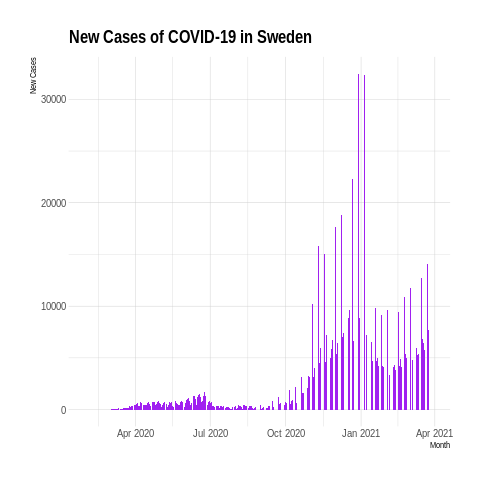 New Cases of COVID-19 in Sweden
New Cases
30000
20000
10000
0
Apr 2020 Jul 2020 Oct 2020 Jan 2021 Apr 2021
Month